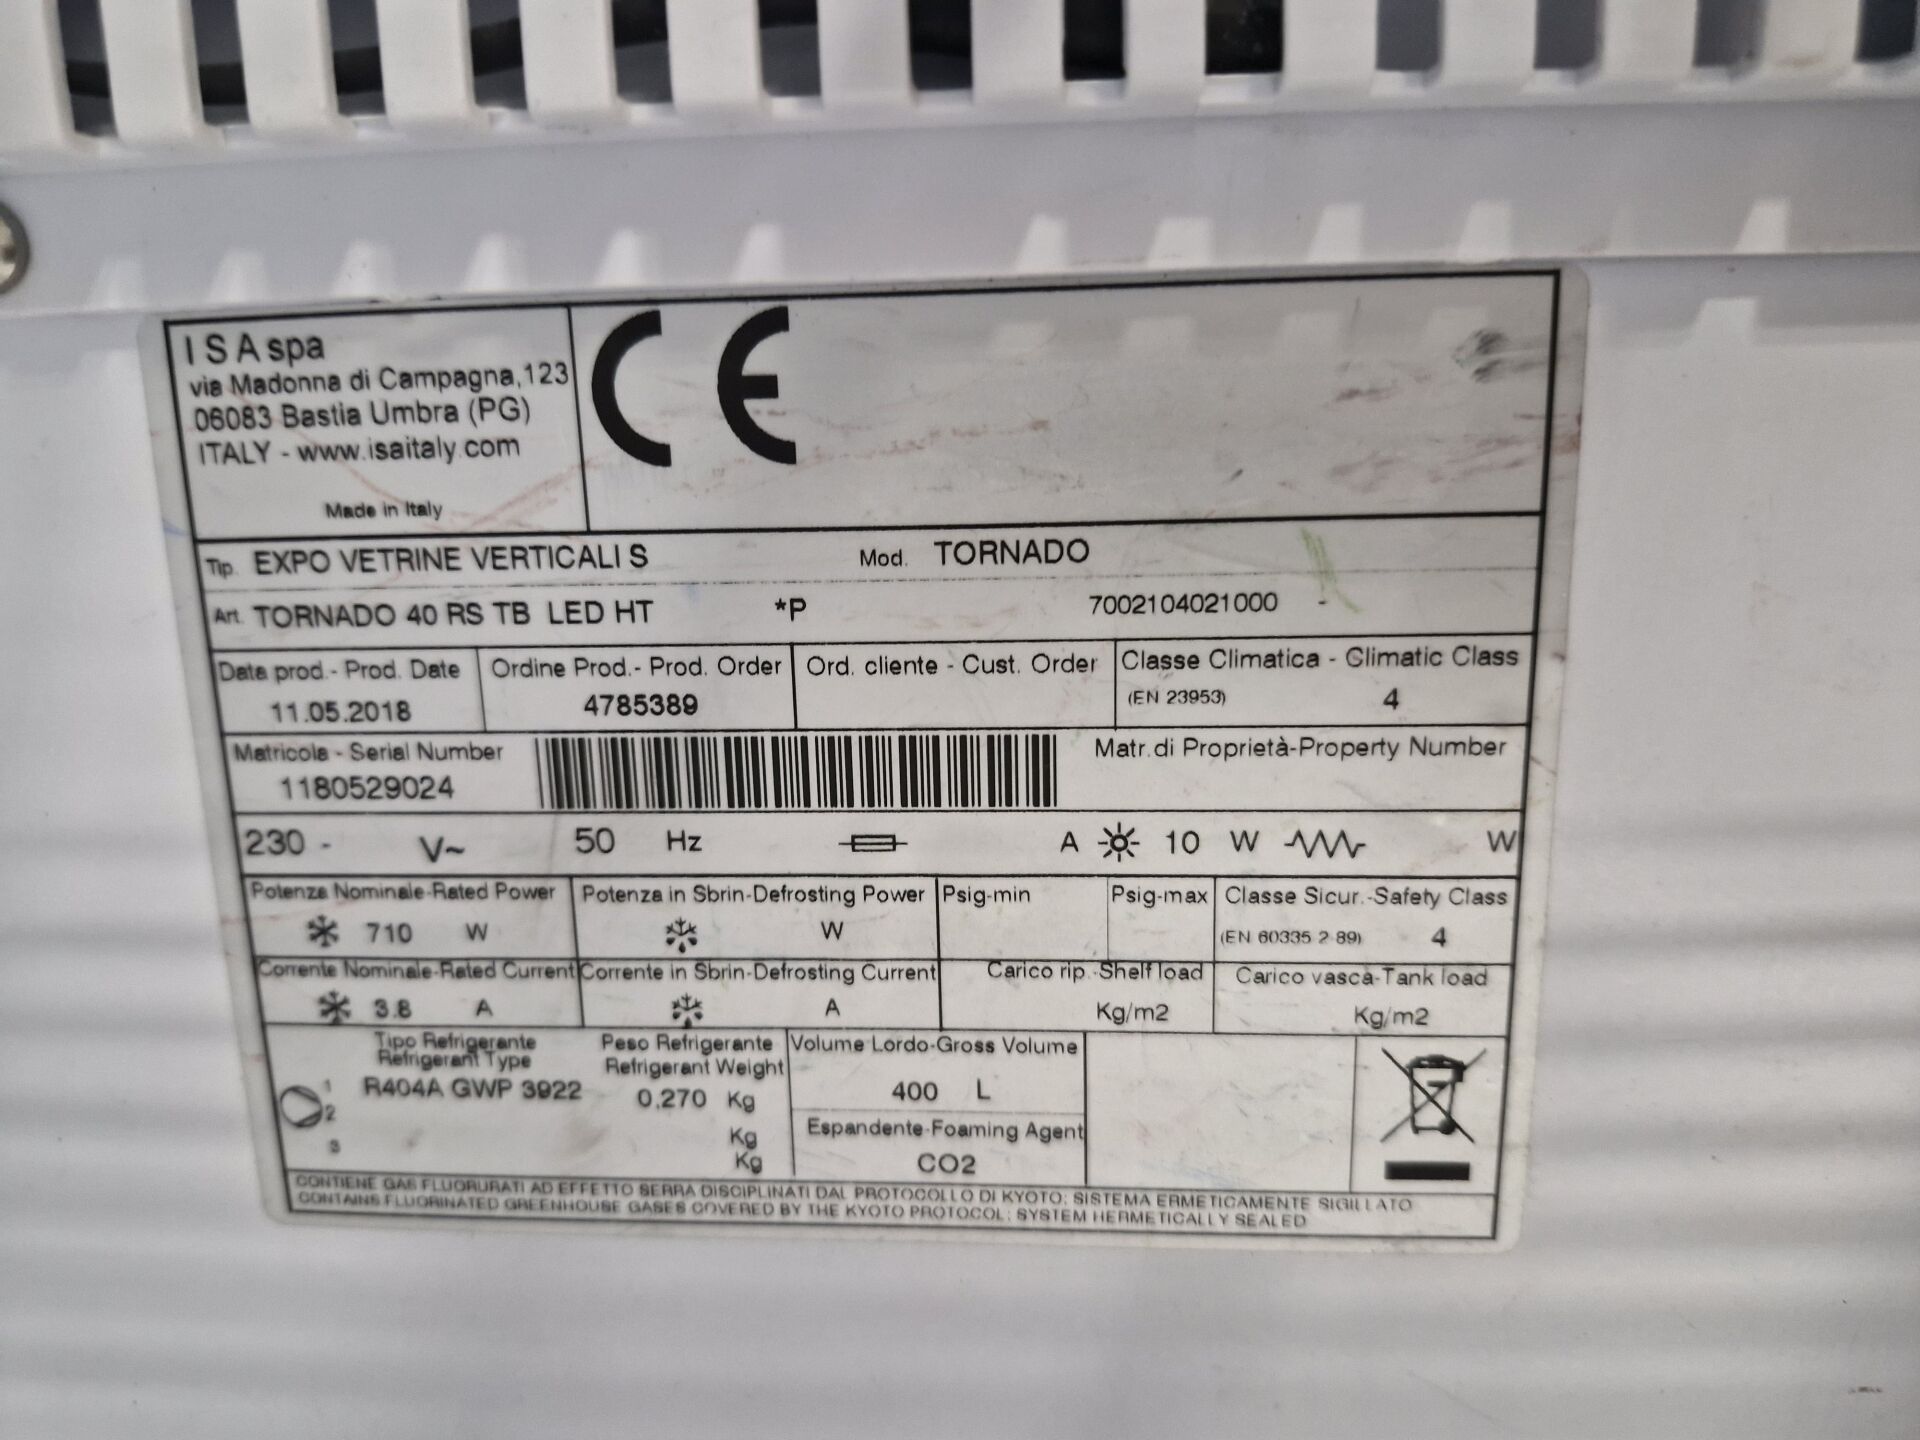 I S A spa
via Madonna di Campagna,123
06083 Bastia Umbra (PG)
ITALY - www.isaitaly.com
Made in Italy
CE
Tip. EXPO VETRINE VERTICALI S Mod. TORNADO
Art. TORNADO 40 RS TB LED HT *P 7002104021000 -
Data prod.- Prod. Date Ordine Prod.- Prod. Order Ord. cliente - Cust. Order Classe Climatica - Climatic Class
11.05.2018 4785389 (EN 23953) 4
Matricola - Serial Number Matr.di Proprietà-Property Number
1180529024
230 - V~ 50 Hz A 10 W W
Potenza Nominale-Rated Power Potenza in Sbrin-Defrosting Power Psig-min Psig-max Classe Sicur.-Safety Class
710 W W (EN 60335 2 89) 4
Corrente Nominale-Rated Current Corrente in Sbrin-Defrosting Current Carico rip.-Shelf load Carico vasca-Tank load
3.8 A A Kg/m2 Kg/m2
Tipo Refrigerante Peso Refrigerante Volume Lordo-Gross Volume
Refrigerant Type Refrigerant Weight
1 R404A GWP 3922 0,270 Kg 400 L
2 Kg Espandente-Foaming Agent
3 Kg CO2
CONTIENE GAS FLUORURATI AD EFFETTO SERRA DISCIPLINATI DAL PROTOCOLLO DI KYOTO; SISTEMA ERMETICAMENTE SIGILLATO
CONTAINS FLUORINATED GREENHOUSE GASES COVERED BY THE KYOTO PROTOCOL; SYSTEM HERMETICALLY SEALED